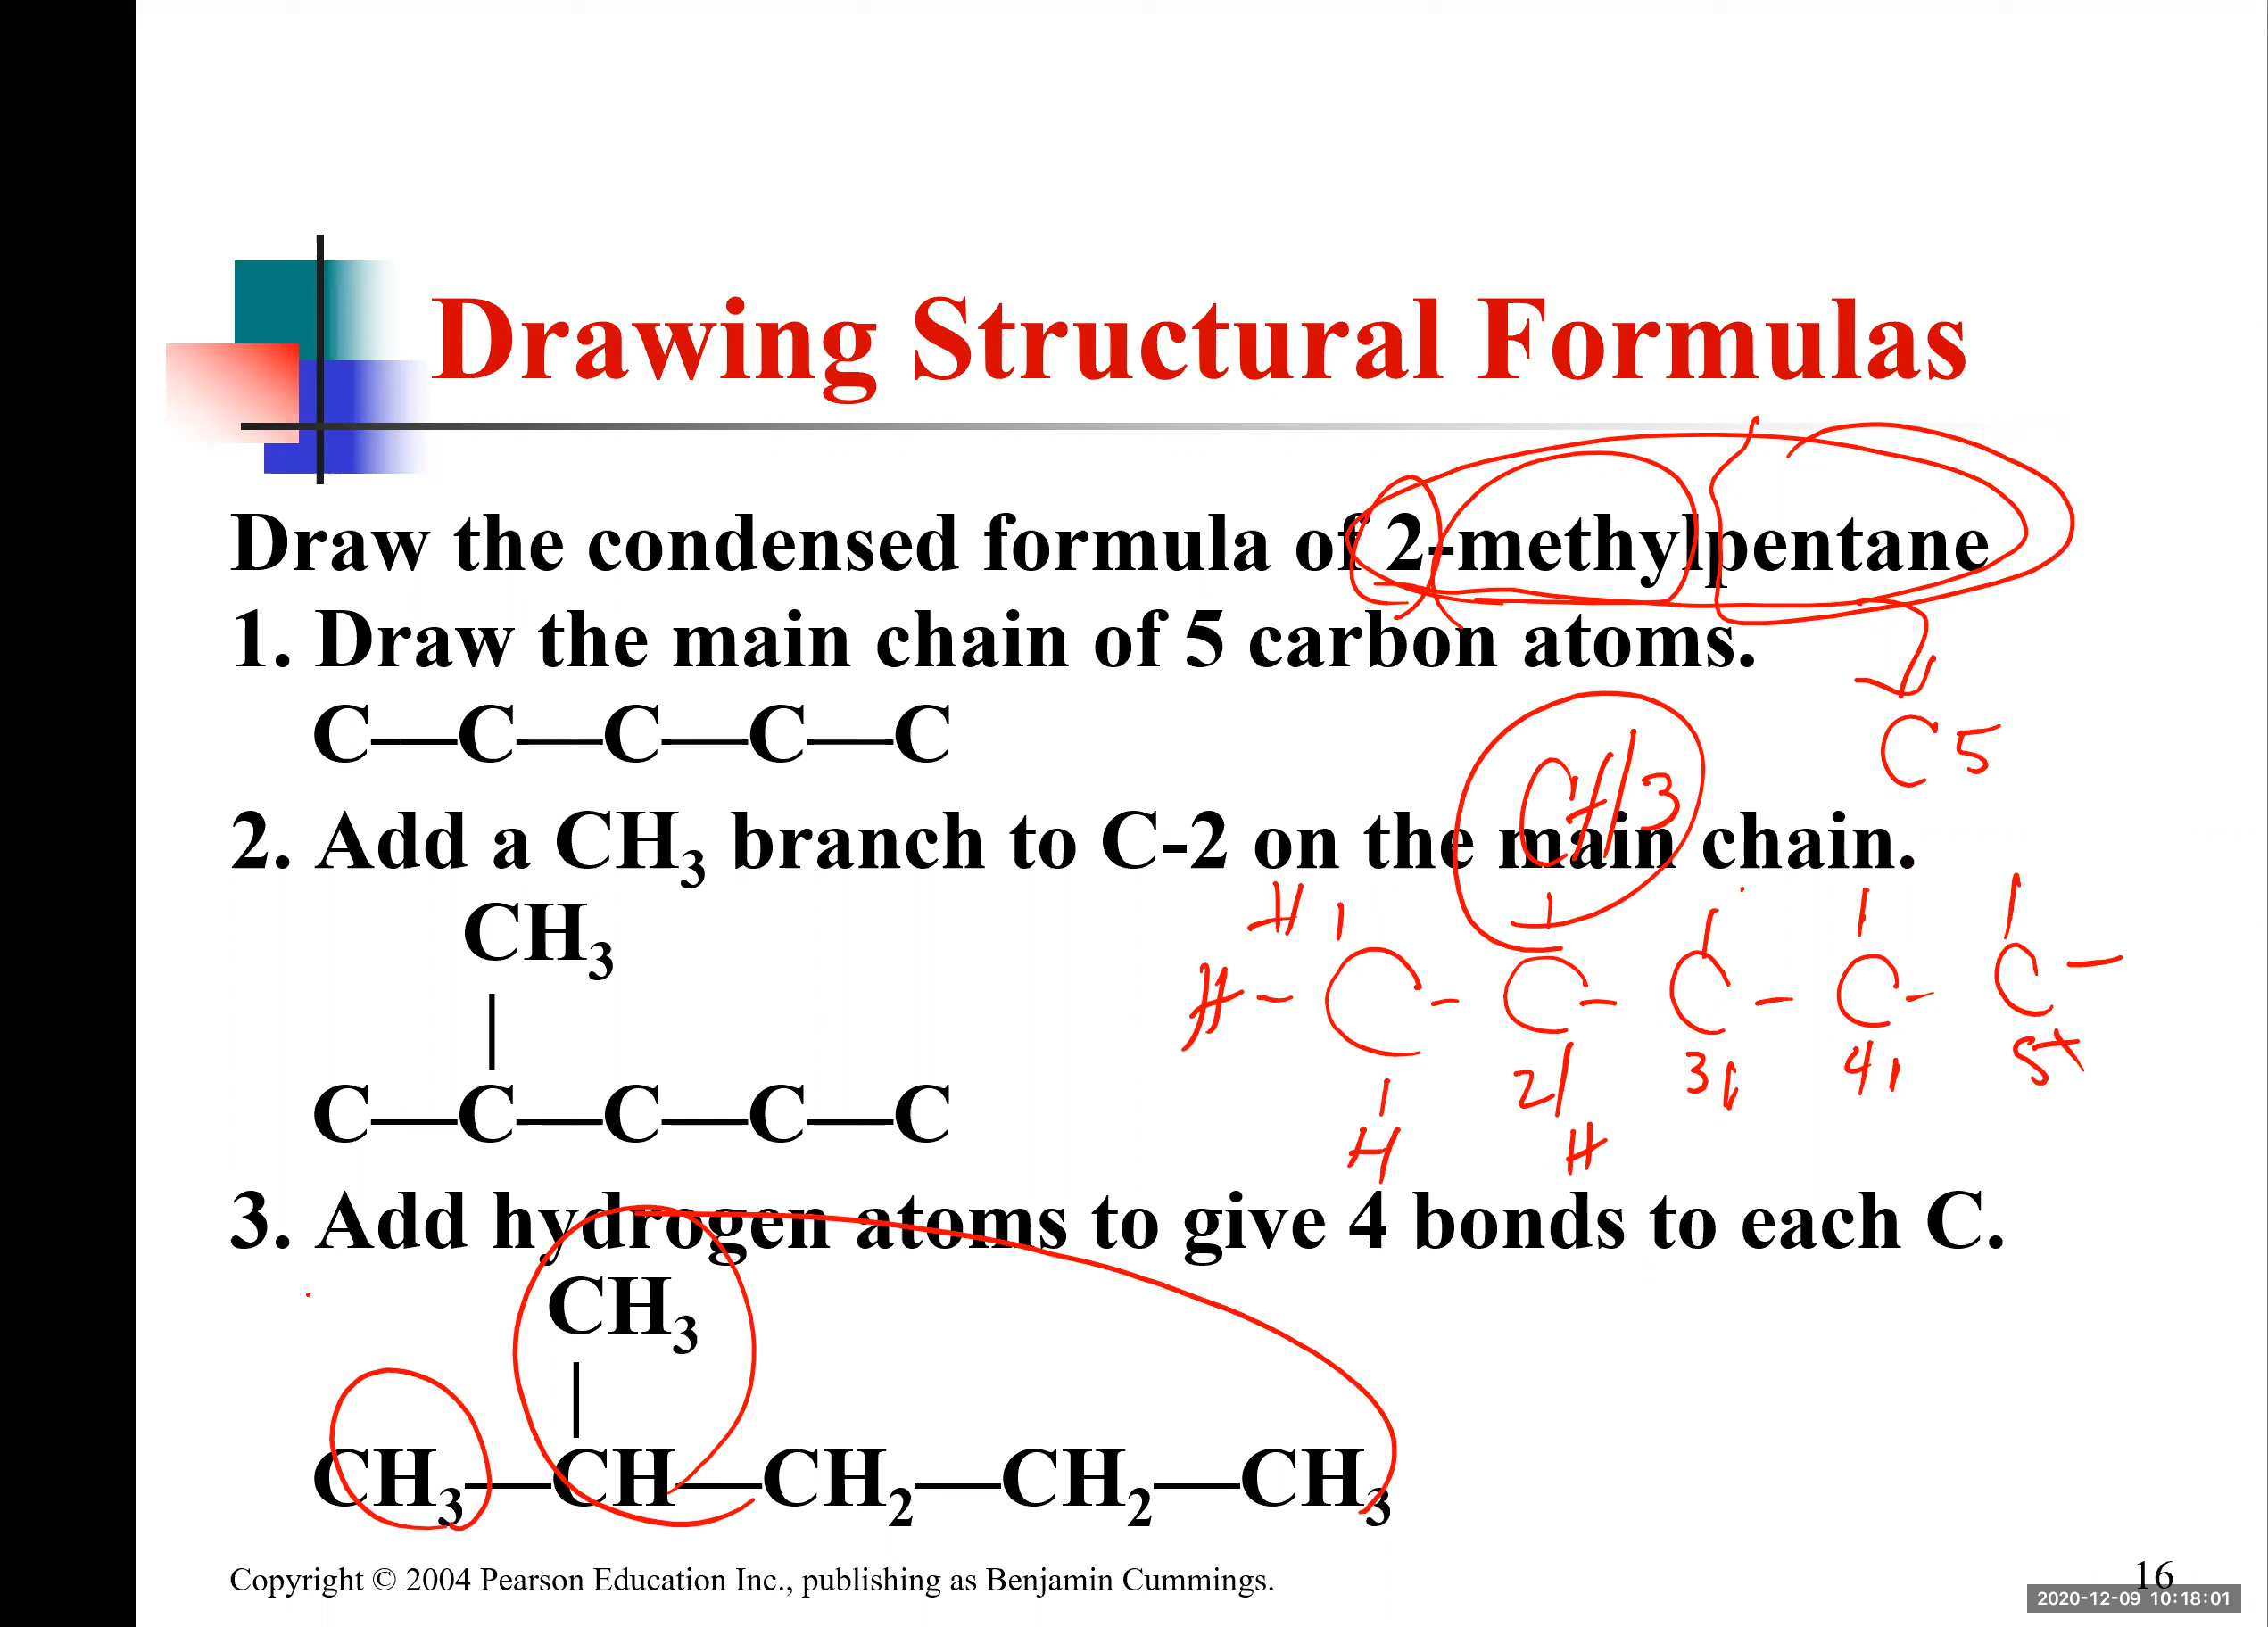 Drawing Structural Formulas
Draw the condensed formula of 2-methylpentane
1. Draw the main chain of 5 carbon atoms.
C—C—C—C—C
C5
2. Add a CH₃ branch to C-2 on the main chain.
CH3
CH₃
|
C—C—C—C—C
H
H - C - C - C - C - C -
2 3 4 5
H H
3. Add hydrogen atoms to give 4 bonds to each C.
CH₃
|
CH₃—CH—CH₂—CH₂—CH₃
Copyright © 2004 Pearson Education Inc., publishing as Benjamin Cummings.
16
2020-12-09 10:18:01